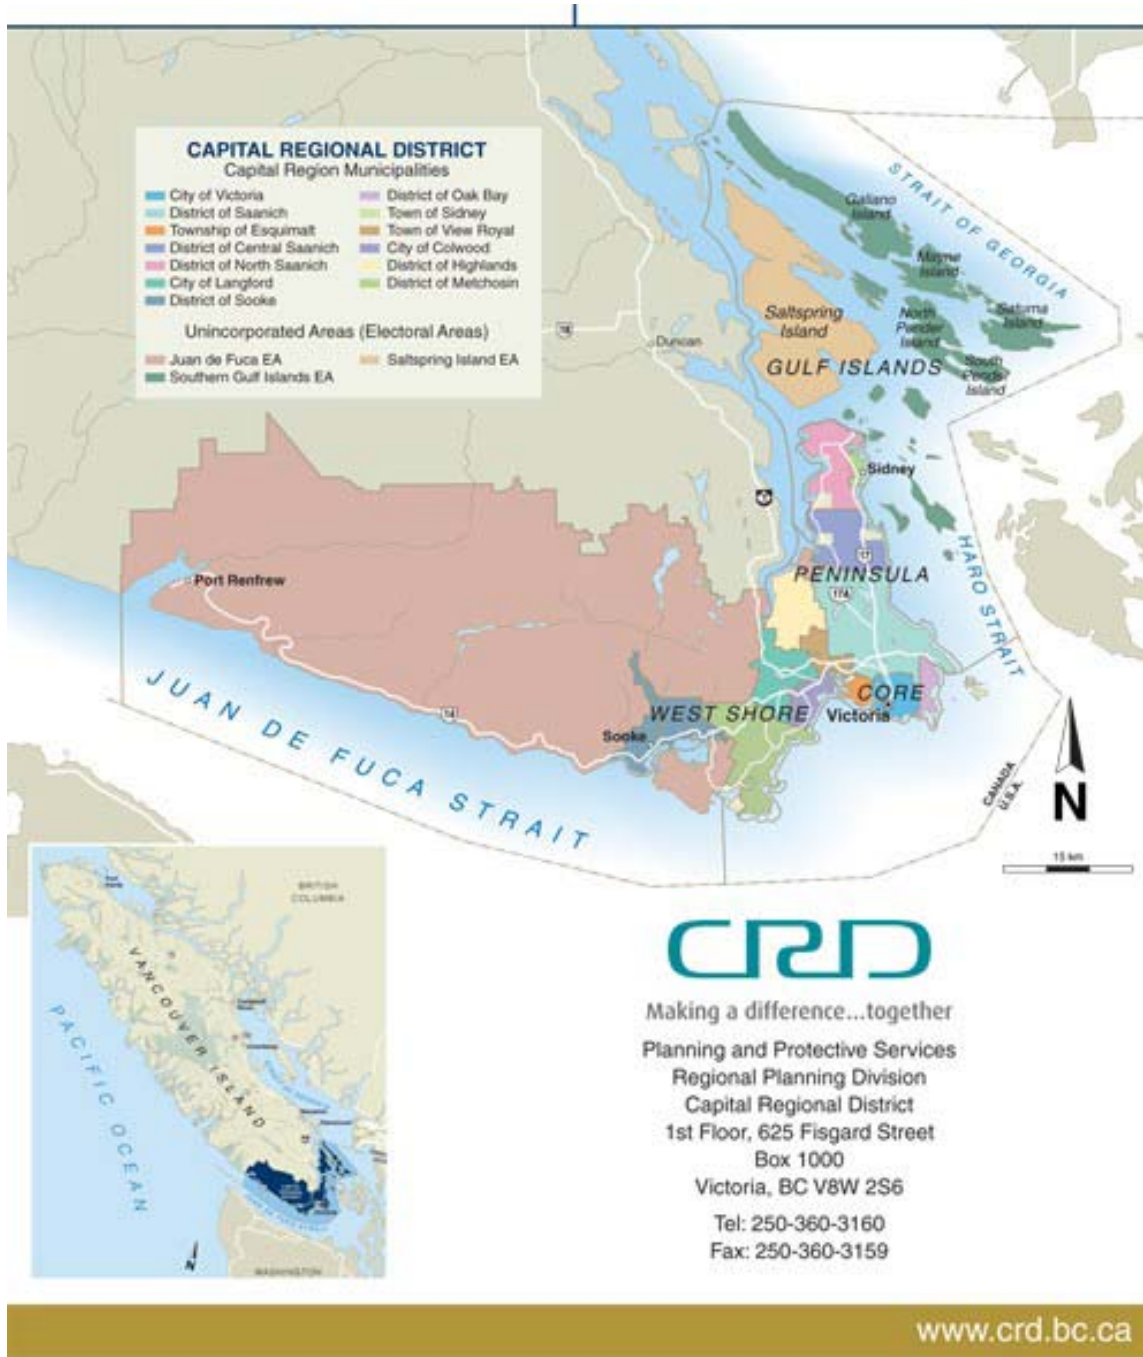 CAPITAL REGIONAL DISTRICT
Capital Region Municipalities
City of Victoria
District of Saanich
Township of Esquimalt
District of Central Saanich
District of North Saanich
City of Langford
District of Sooke
District of Oak Bay
Town of Sidney
Town of View Royal
City of Colwood
District of Highlands
District of Metchosin
Unincorporated Areas (Electoral Areas)
Juan de Fuca EA
Southern Gulf Islands EA
Saltspring Island EA
STRAIT OF GEORGIA
Galiano
Island
Mayne
Island
Saturna
Island
North
Pender
Island
South
Pender
Island
Saltspring
Island
GULF ISLANDS
18
Duncan
1
Sidney
HARO STRAIT
17
PENINSULA
17A
Port Renfrew
CORE
Victoria
WEST SHORE
Sooke
14
JUAN DE FUCA STRAIT
CANADA
U.S.A.
N
15 km
BRITISH
COLUMBIA
VANCOUVER ISLAND
PACIFIC OCEAN
N
WASHINGTON
CRD
Making a difference...together
Planning and Protective Services
Regional Planning Division
Capital Regional District
1st Floor, 625 Fisgard Street
Box 1000
Victoria, BC V8W 2S6
Tel: 250-360-3160
Fax: 250-360-3159
www.crd.bc.ca